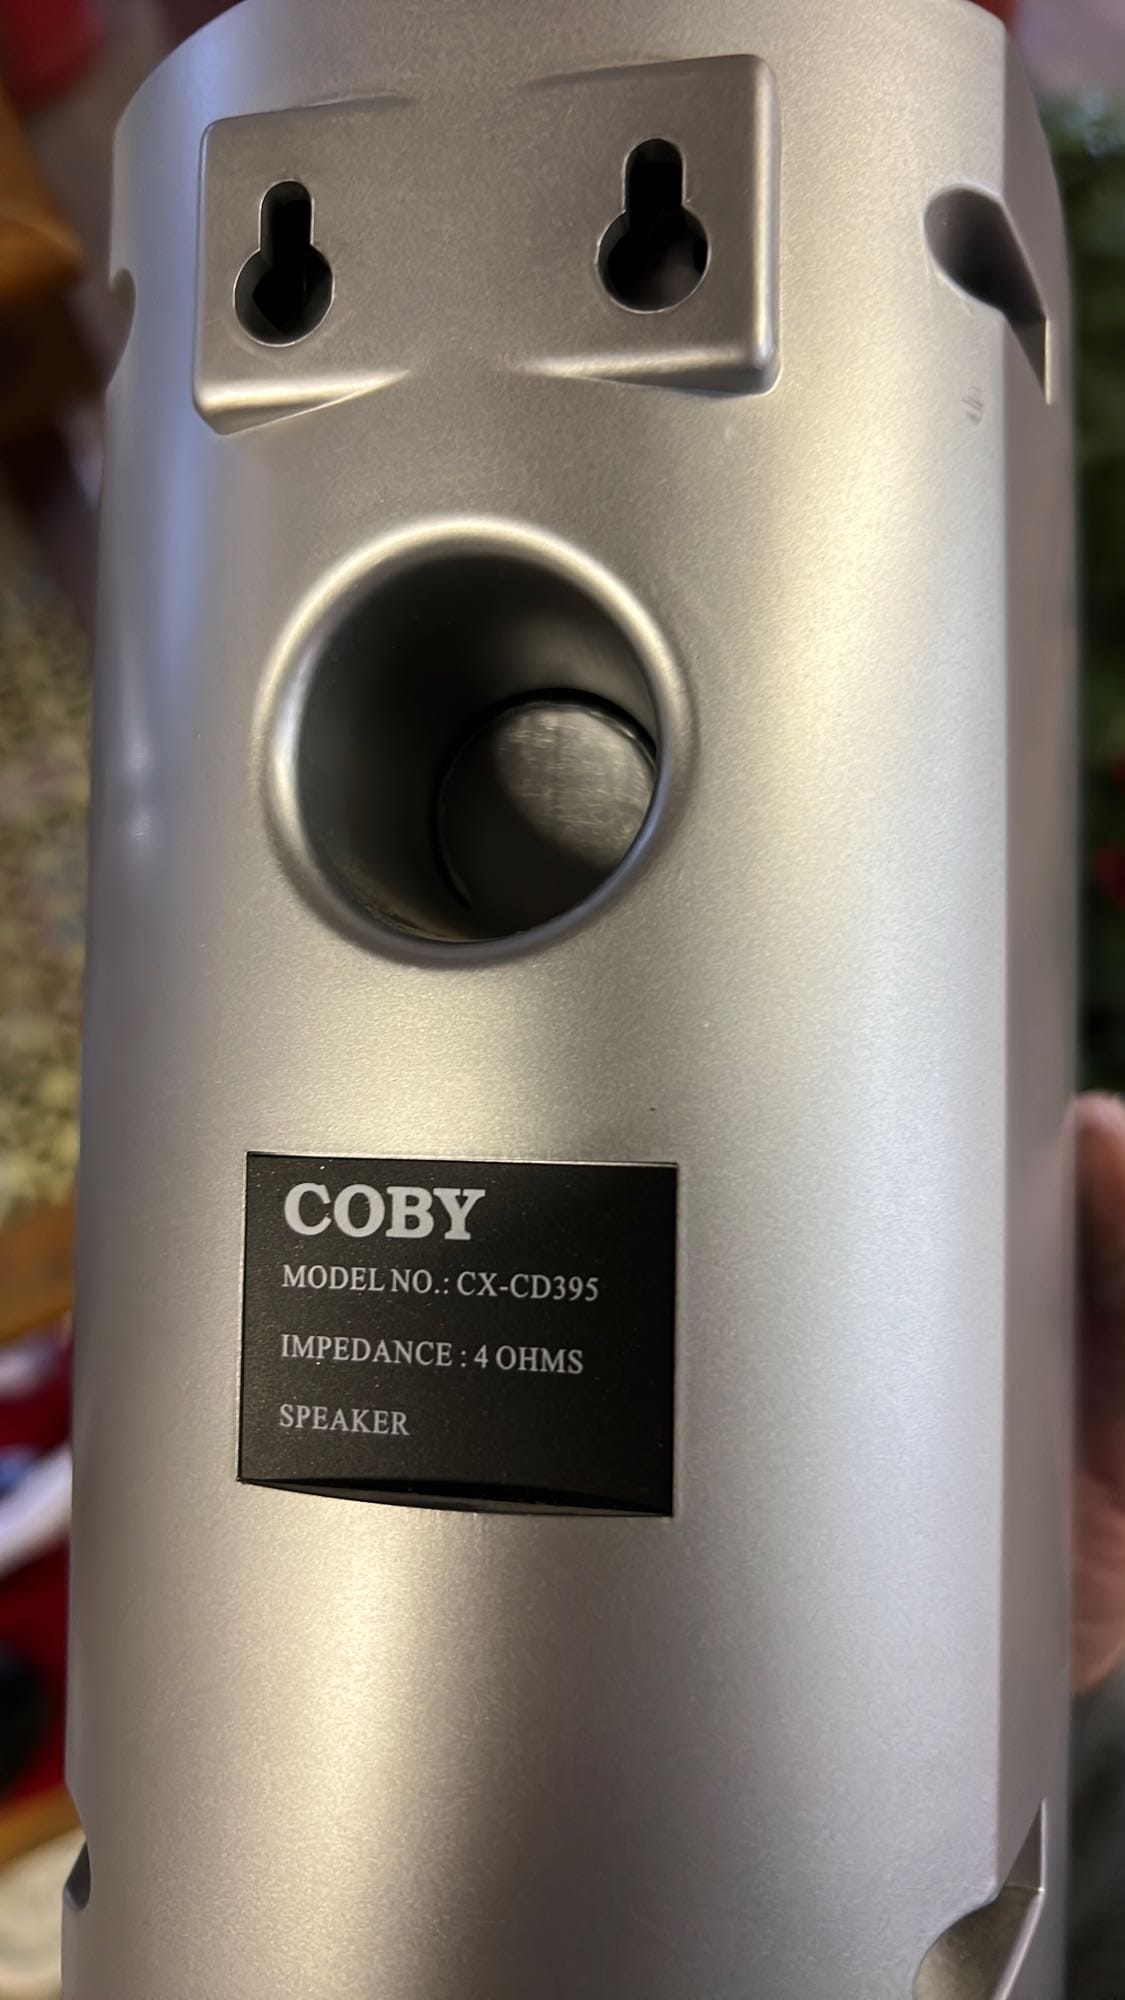 COBY
MODEL NO.: CX-CD395
IMPEDANCE : 4 OHMS
SPEAKER